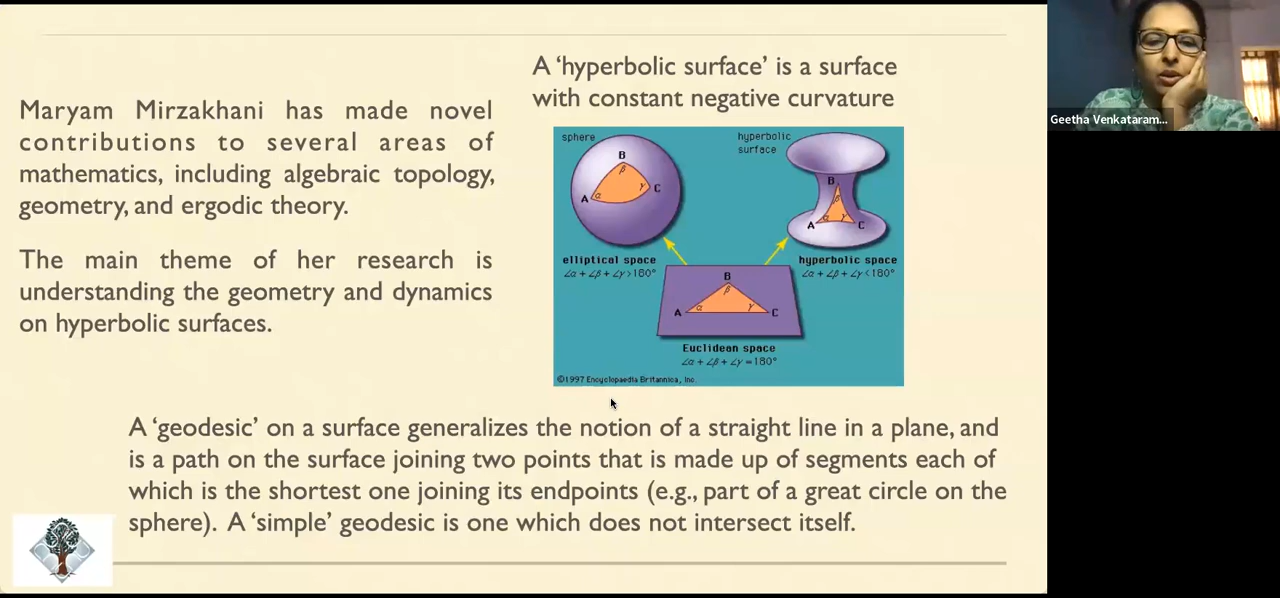 Maryam Mirzakhani has made novel
contributions to several areas of
mathematics, including algebraic topology,
geometry, and ergodic theory.
The main theme of her research is
understanding the geometry and dynamics
on hyperbolic surfaces.
A ‘hyperbolic surface’ is a surface
with constant negative curvature
sphere
B
β
A
α
γ
C
elliptical space
∠α + ∠β + ∠γ > 180°
hyperbolic
surface
B
β
A
α
γ
C
hyperbolic space
∠α + ∠β + ∠γ < 180°
B
β
A
α
γ
C
Euclidean space
∠α + ∠β + ∠γ = 180°
©1997 Encyclopaedia Britannica, Inc.
A ‘geodesic’ on a surface generalizes the notion of a straight line in a plane, and
is a path on the surface joining two points that is made up of segments each of
which is the shortest one joining its endpoints (e.g., part of a great circle on the
sphere). A ‘simple’ geodesic is one which does not intersect itself.
Geetha Venkataram...